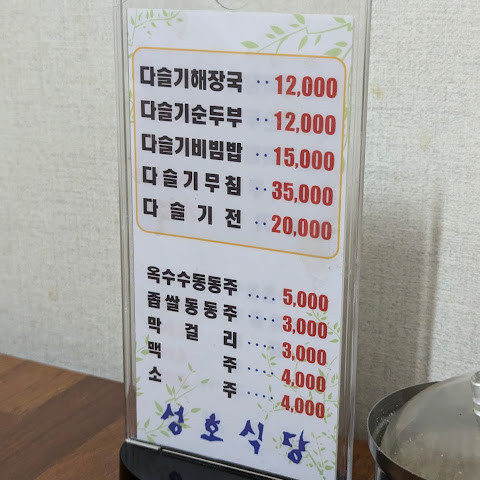 다슬기해장국 ·· 12,000
다슬기순두부 ·· 12,000
다슬기비빔밥 ·· 15,000
다슬기무침 ·· 35,000
다슬기전 ·· 20,000
옥수수동동주 ···· 5,000
좁쌀동동주 ···· 3,000
막걸리 ···· 3,000
맥주 ···· 4,000
소주 ···· 4,000
성호식당